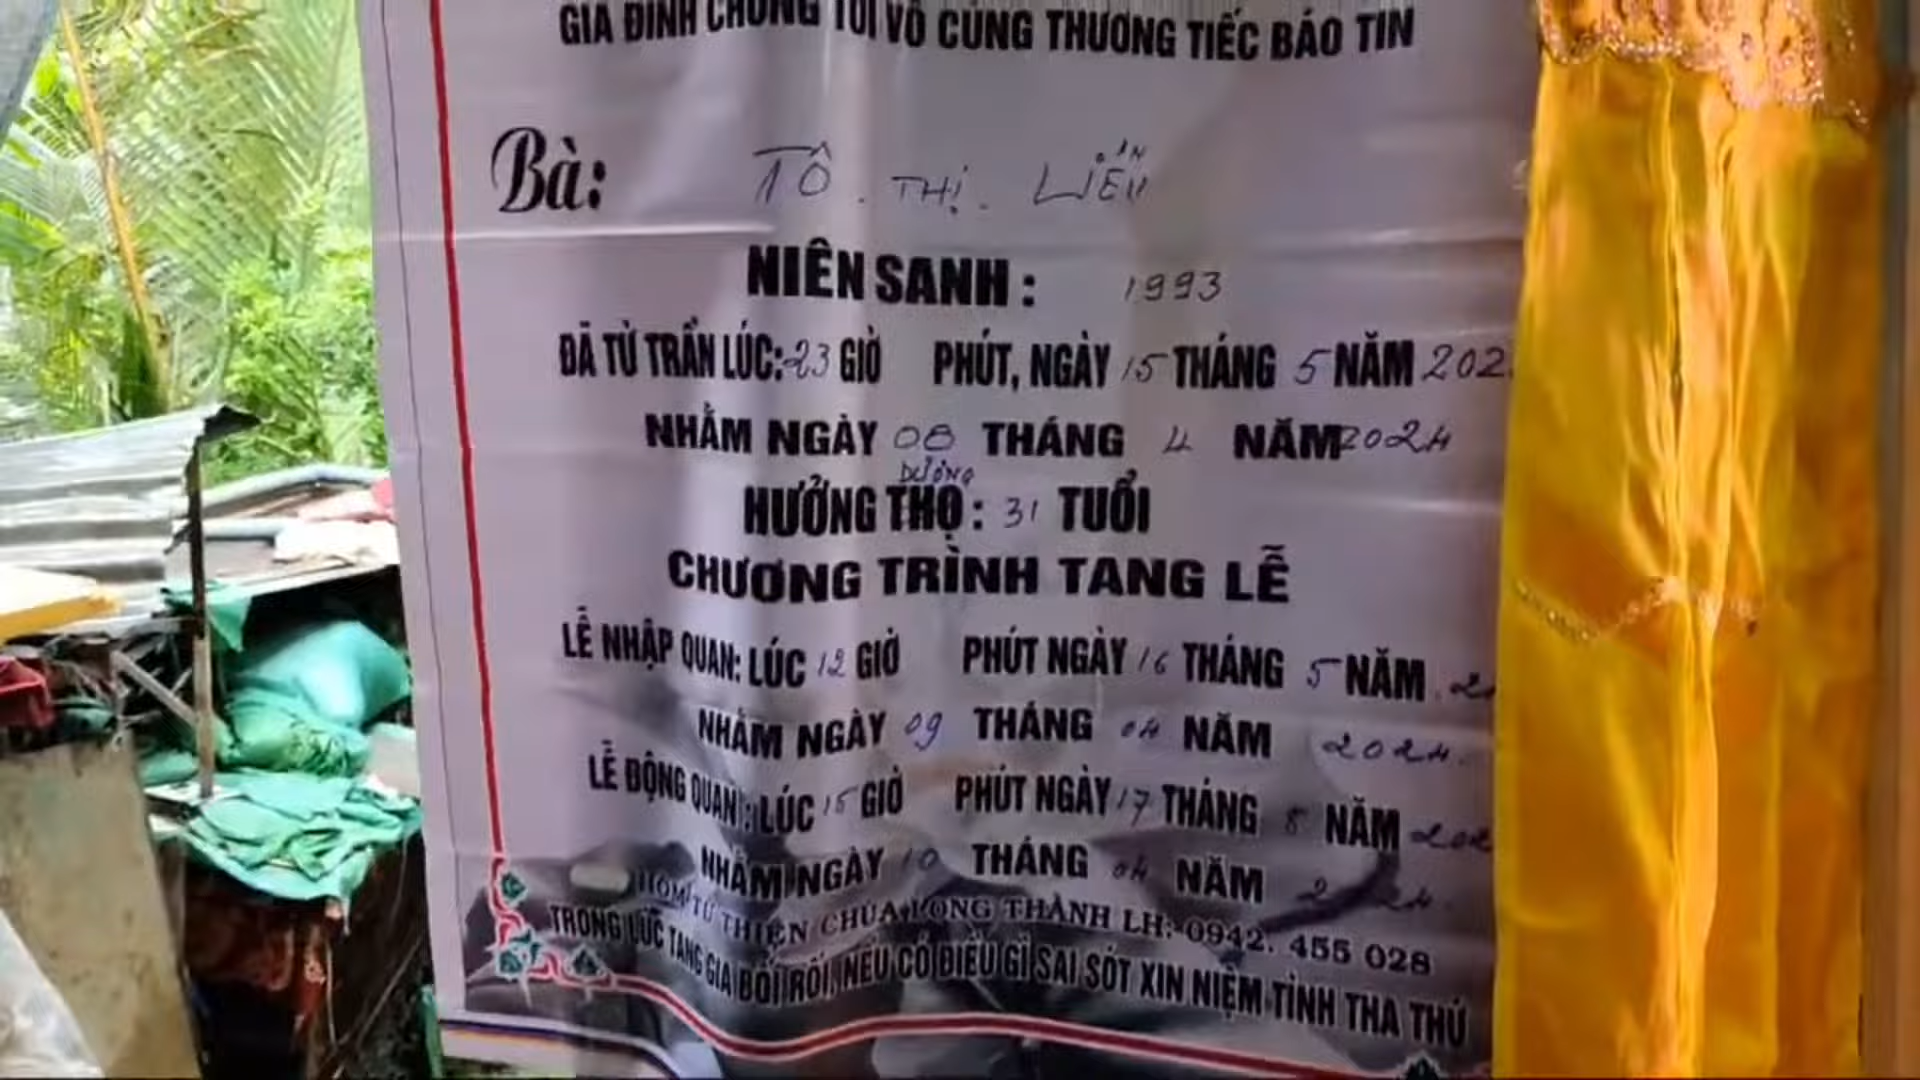 GIA ĐÌNH CHÚNG TÔI VÔ CÙNG THƯƠNG TIẾC BÁO TIN
Bà: TÔ. THỊ. LIỄU
NIÊN SANH: 1993
ĐÃ TỪ TRẦN LÚC: 23 GIỜ PHÚT, NGÀY 15 THÁNG 5 NĂM 202
NHẰM NGÀY 08 THÁNG 4 NĂM 2024
DƯƠNG
HƯỞNG THỌ: 31 TUỔI
CHƯƠNG TRÌNH TANG LỄ
LỄ NHẬP QUAN: LÚC 12 GIỜ PHÚT NGÀY 16 THÁNG 5 NĂM
NHẰM NGÀY 09 THÁNG 04 NĂM 2024.
LỄ ĐỘNG QUAN: LÚC 15 GIỜ PHÚT NGÀY 17 THÁNG NĂM 202
NHẰM NGÀY 10 THÁNG 04 NĂM
HÒM TỪ THIỆN CHÙA LONG THÀNH LH: 0942. 455 028
TRONG LÚC TANG GIA BỐI RỐI, NẾU CÓ ĐIỀU GÌ SAI SÓT XIN NIỆM TÌNH THA THỨ